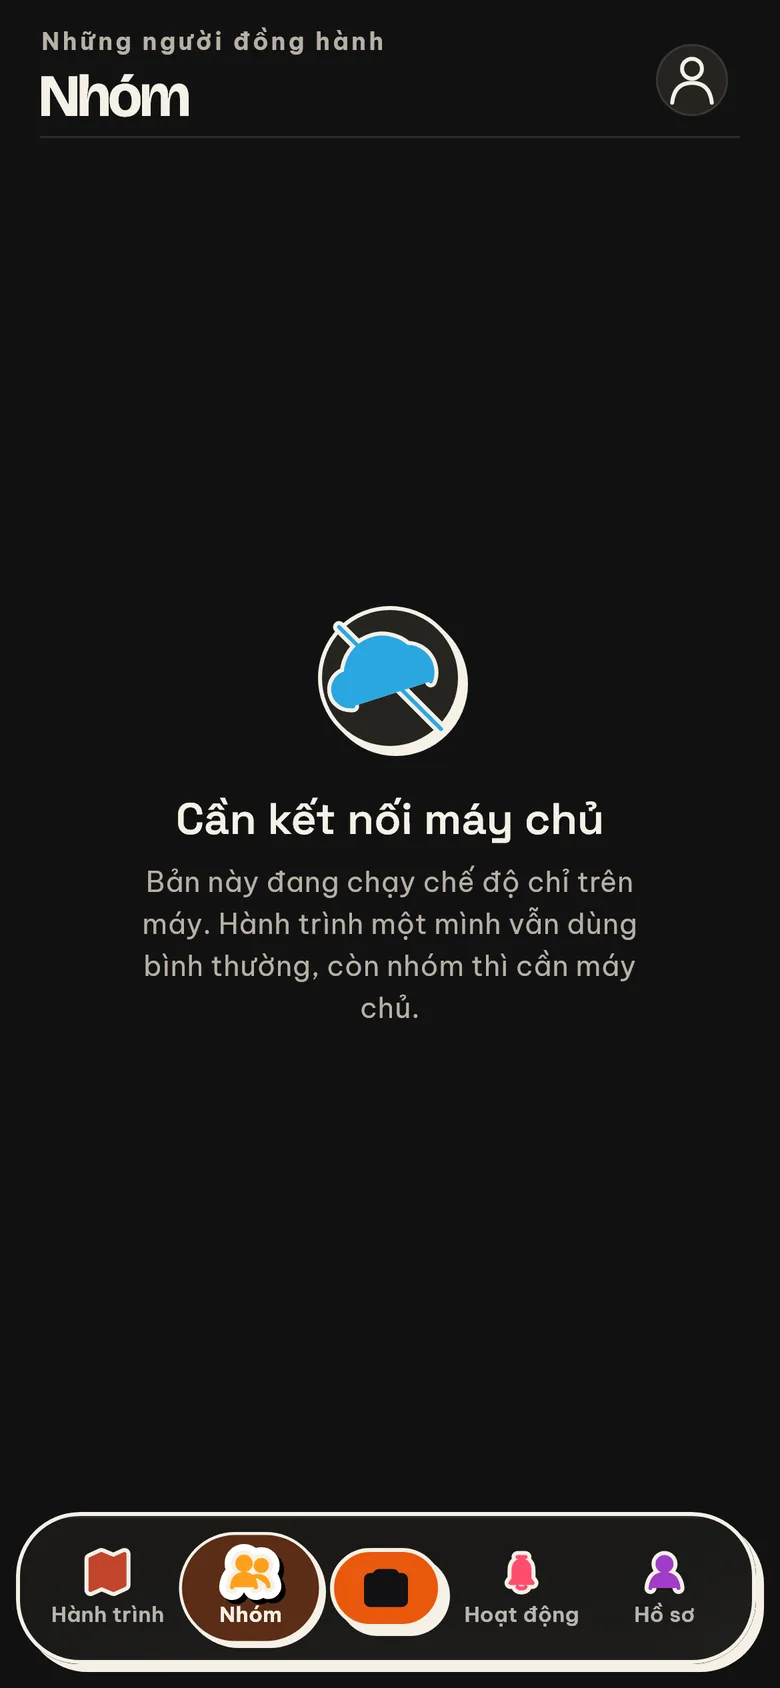 Những người đồng hành
Nhóm
Cần kết nối máy chủ
Bản này đang chạy chế độ chỉ trên
máy. Hành trình một mình vẫn dùng
bình thường, còn nhóm thì cần máy
chủ.
Hành trình
Nhóm
Hoạt động
Hồ sơ